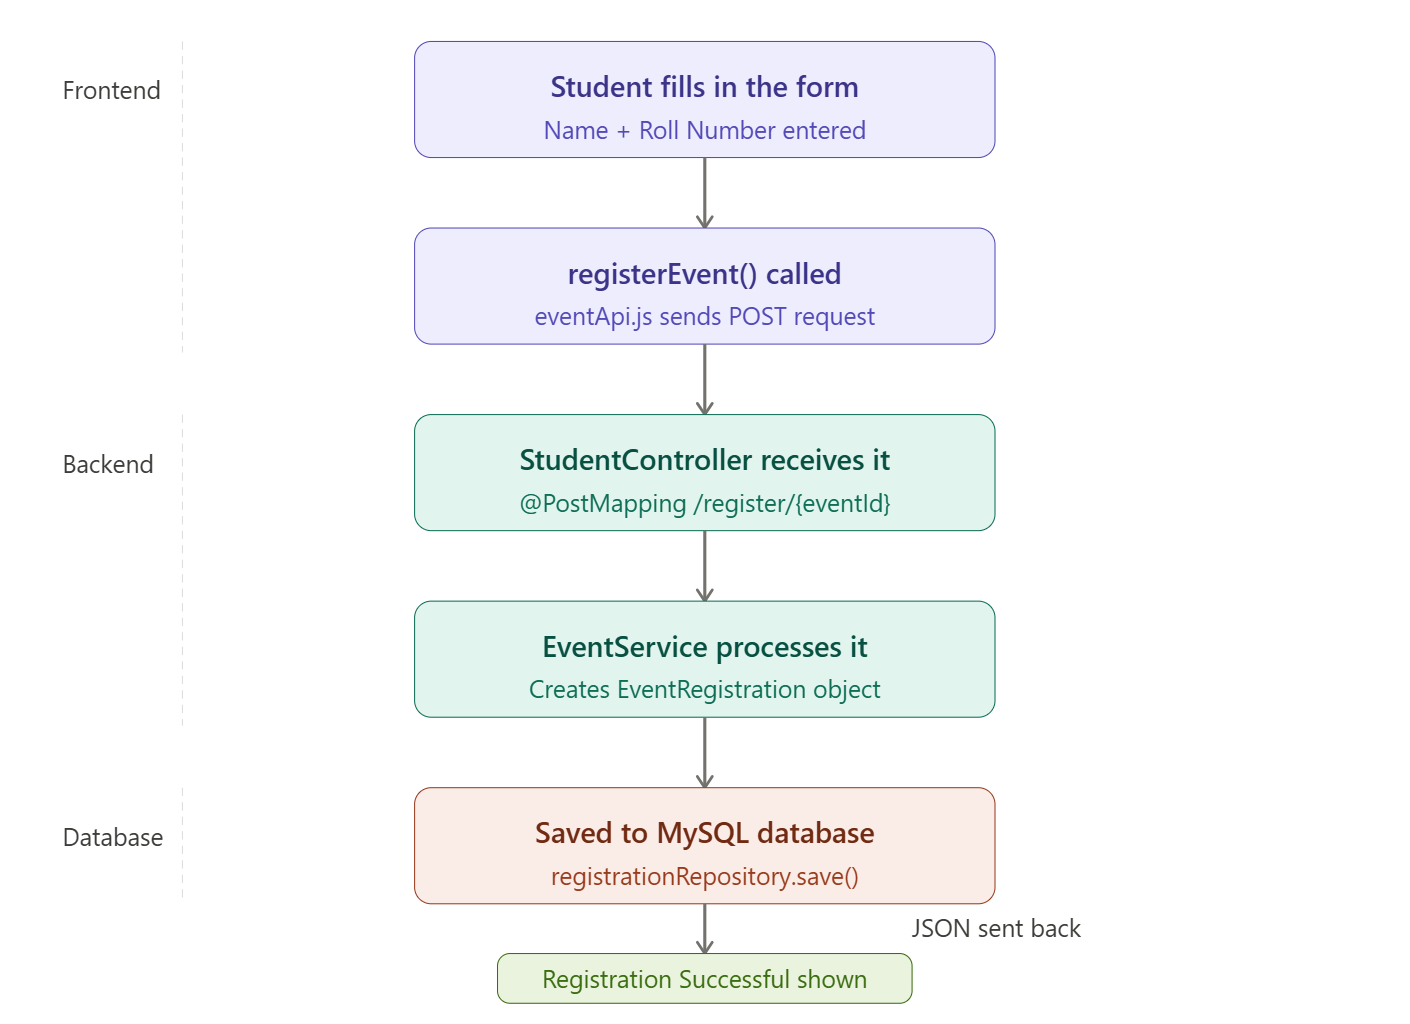 Frontend
Student fills in the form
Name + Roll Number entered
registerEvent() called
eventApi.js sends POST request
Backend
StudentController receives it
@PostMapping /register/{eventId}
EventService processes it
Creates EventRegistration object
Database
Saved to MySQL database
registrationRepository.save()
JSON sent back
Registration Successful shown